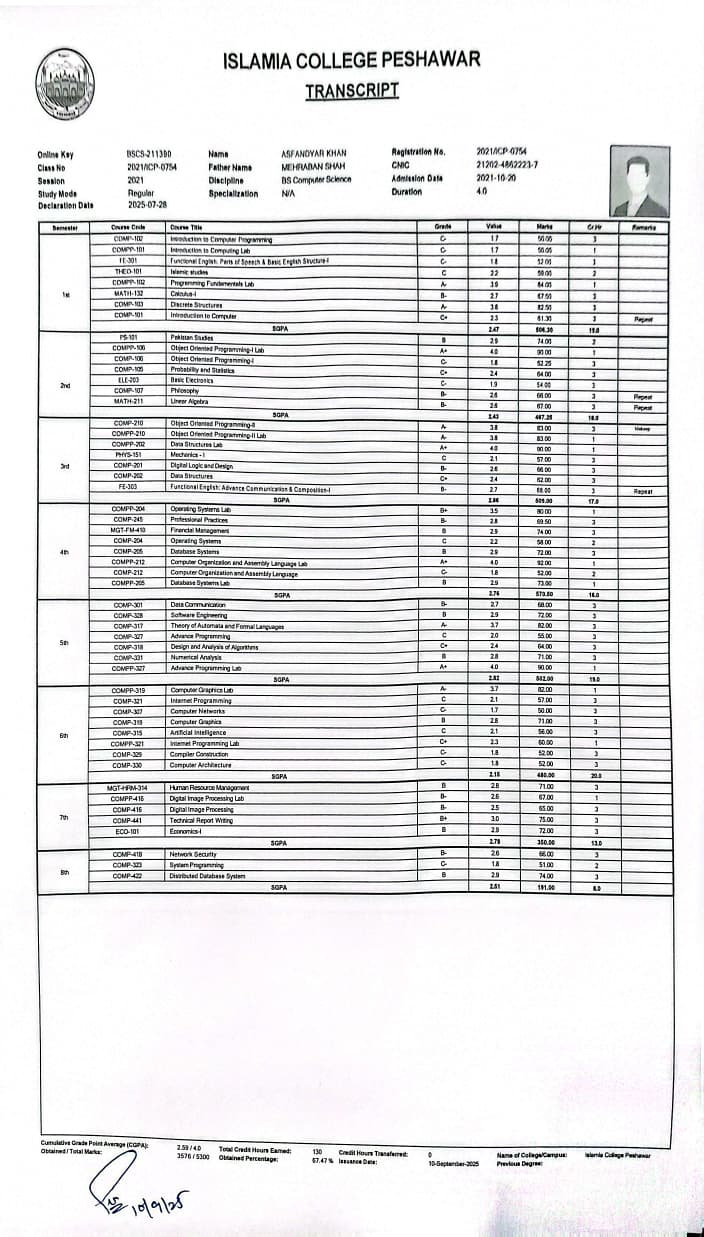 ISLAMIA COLLEGE PESHAWAR
TRANSCRIPT
Online Key BSCS-211390 Name ASFANDYAR KHAN Registration No. 2021/ICP-0754
Class No 2021/ICP-0754 Father Name MEHRABAN SHAH CNIC 21202-4862223-7
Session 2021 Discipline BS Computer Science Admission Date 2021-10-20
Study Mode Regular Specialization N/A Duration 4.0
Declaration Date 2025-07-28
Semester Course Code Course Title Grade Value Marks Cr.Hr Remarks
1st
COMP-102 Introduction to Computer Programming C- 1.7 50.00 3
COMPP-101 Introduction to Computing Lab C- 1.7 50.00 1
FE-301 Functional English: Parts of Speech & Basic English Structure-I C- 1.8 52.00 3
THEO-101 Islamic studies C 2.2 59.00 2
COMPP-102 Programming Fundamentals Lab A- 3.9 84.00 1
MATH-132 Calculus-I B- 2.7 67.50 3
COMP-103 Discrete Structures A- 3.8 82.50 3
COMP-101 Introduction to Computer C+ 2.3 61.30 3 Repeat
SGPA 2.47 506.30 19.0
2nd
PS-101 Pakistan Studies B 2.9 74.00 2
COMPP-106 Object Oriented Programming-I Lab A+ 4.0 90.00 1
COMP-106 Object Oriented Programming-I C- 1.8 52.25 3
COMP-105 Probability and Statistics C+ 2.4 64.00 3
ELE-203 Basic Electronics C- 1.9 54.00 3
COMP-107 Philosophy B- 2.6 66.00 3 Repeat
MATH-211 Linear Algebra B- 2.6 67.00 3 Repeat
SGPA 2.43 467.25 18.0
3rd
COMP-210 Object Oriented Programming-II A- 3.8 83.00 3
COMPP-210 Object Oriented Programming-II Lab A- 3.8 83.00 1
COMPP-202 Data Structures Lab A+ 4.0 90.00 1
PHYS-151 Mechanics - I C 2.1 57.00 3
COMP-201 Digital Logic and Design B- 2.6 66.00 3
COMP-202 Data Structures C+ 2.4 62.00 3
FE-303 Functional English: Advance Communication & Composition-I B- 2.7 68.00 3 Repeat
SGPA 509.00 17.0
4th
COMPP-204 Operating Systems Lab B+ 3.5 80.00 1
COMP-245 Professional Practices B- 2.8 69.50 3
MGT-FM-410 Financial Management B 2.9 74.00 3
COMP-204 Operating Systems C 2.2 58.00 2
COMP-205 Database Systems B 2.9 72.00 3
COMPP-212 Computer Organization and Assembly Language Lab A+ 4.0 92.00 1
COMP-212 Computer Organization and Assembly Language C- 1.8 52.00 2
COMPP-205 Database Systems Lab B 2.9 73.00 1
SGPA 2.76 570.50 16.0
5th
COMP-301 Data Communication B- 2.7 68.00 3
COMP-328 Software Engineering B 2.9 72.00 3
COMP-317 Theory of Automata and Formal Languages A- 3.7 82.00 3
COMP-327 Advance Programming C 2.0 55.00 3
COMP-318 Design and Analysis of Algorithms C+ 2.4 64.00 3
COMP-331 Numerical Analysis B 2.8 71.00 3
COMPP-327 Advance Programming Lab A+ 4.0 90.00 1
SGPA 2.82 502.00 19.0
6th
COMPP-319 Computer Graphics Lab A- 3.7 82.00 1
COMP-321 Internet Programming C 2.1 57.00 3
COMP-307 Computer Networks C- 1.7 50.00 3
COMP-319 Computer Graphics B 2.8 71.00 3
COMP-315 Artificial Intelligence C 2.1 56.00 3
COMPP-321 Internet Programming Lab C+ 2.3 60.00 1
COMP-329 Compiler Construction C- 1.8 52.00 3
COMP-330 Computer Architecture C- 1.8 52.00 3
SGPA 2.15 480.00 20.0
7th
MGT-HRM-314 Human Resource Management B 2.8 71.00 3
COMPP-416 Digital Image Processing Lab B- 2.6 67.00 1
COMP-416 Digital Image Processing B- 2.5 65.00 3
COMP-441 Technical Report Writing B+ 3.0 75.00 3
ECO-101 Economics-I B 2.9 72.00 3
SGPA 2.78 350.00 13.0
8th
COMP-418 Network Security B- 2.6 66.00 3
COMP-323 System Programming C- 1.8 51.00 2
COMP-422 Distributed Database System B 2.9 74.00 3
SGPA 2.51 191.00 8.0
Cumulative Grade Point Average (CGPA): 2.59 / 4.0 Total Credit Hours Earned: 130 Credit Hours Transferred: 0 Name of College/Campus: Islamia College Peshawar
Obtained / Total Marks: 3576 / 5300 Obtained Percentage: 67.47 % Issuance Date: 10-September-2025 Previous Degree:
10/9/25